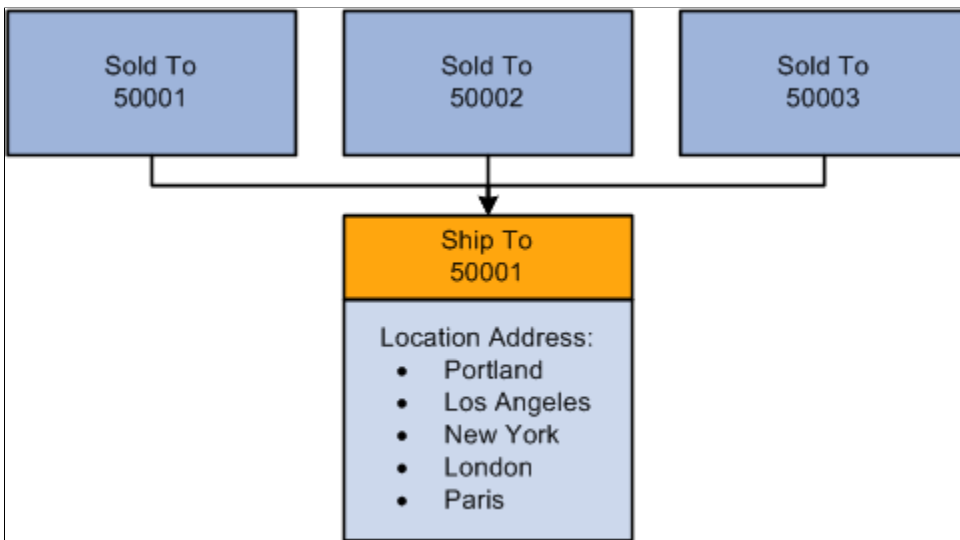 Sold To
50001
Sold To
50002
Sold To
50003
Ship To
50001
Location Address:
• Portland
• Los Angeles
• New York
• London
• Paris